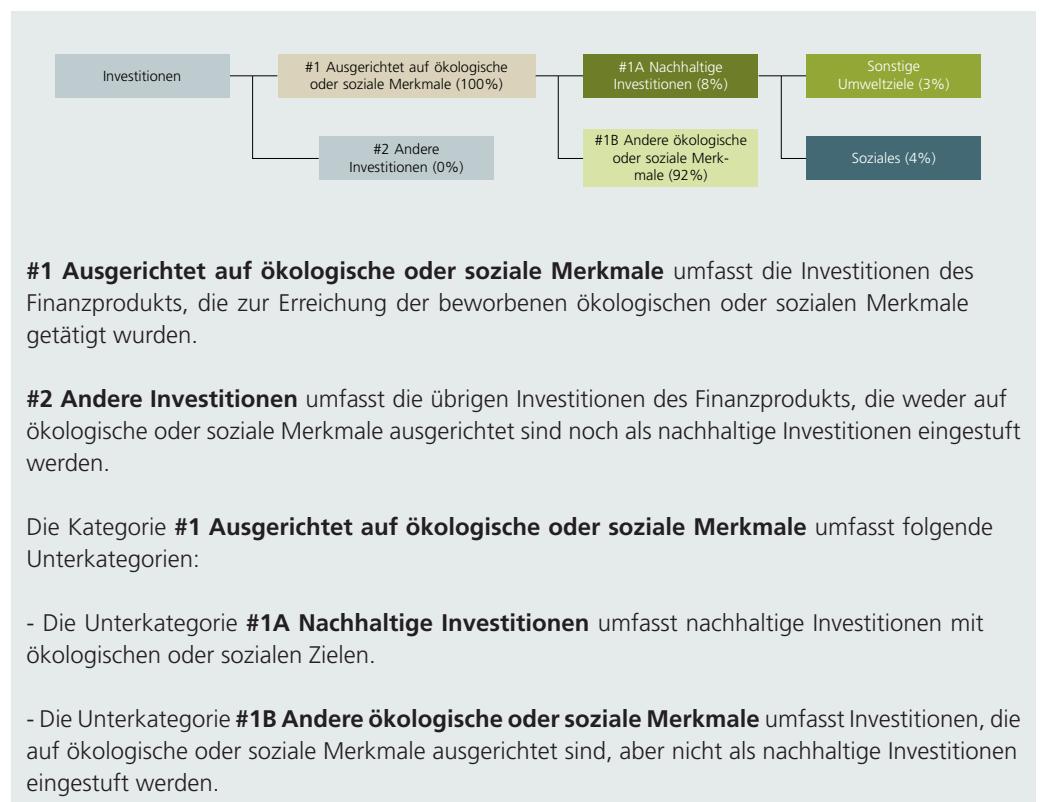 Investitionen
#1 Ausgerichtet auf ökologische
oder soziale Merkmale (100%)
#1A Nachhaltige
Investitionen (8%)
Sonstige
Umweltziele (3%)
#2 Andere
Investitionen (0%)
#1B Andere ökologische
oder soziale Merk-
male (92%)
Soziales (4%)
#1 Ausgerichtet auf ökologische oder soziale Merkmale umfasst die Investitionen des
Finanzprodukts, die zur Erreichung der beworbenen ökologischen oder sozialen Merkmale
getätigt wurden.
#2 Andere Investitionen umfasst die übrigen Investitionen des Finanzprodukts, die weder auf
ökologische oder soziale Merkmale ausgerichtet sind noch als nachhaltige Investitionen eingestuft
werden.
Die Kategorie #1 Ausgerichtet auf ökologische oder soziale Merkmale umfasst folgende
Unterkategorien:
- Die Unterkategorie #1A Nachhaltige Investitionen umfasst nachhaltige Investitionen mit
ökologischen oder sozialen Zielen.
- Die Unterkategorie #1B Andere ökologische oder soziale Merkmale umfasst Investitionen, die
auf ökologische oder soziale Merkmale ausgerichtet sind, aber nicht als nachhaltige Investitionen
eingestuft werden.